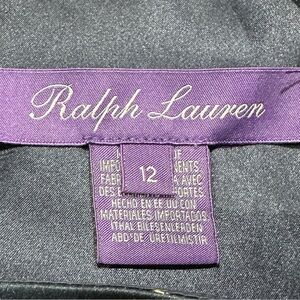 Ralph Lauren
12
HECHO EN EE UU CON
MATERIALES IMPORTADOS
ITHAL BILESENLERDEN
ABD'DE URETILMISTIR